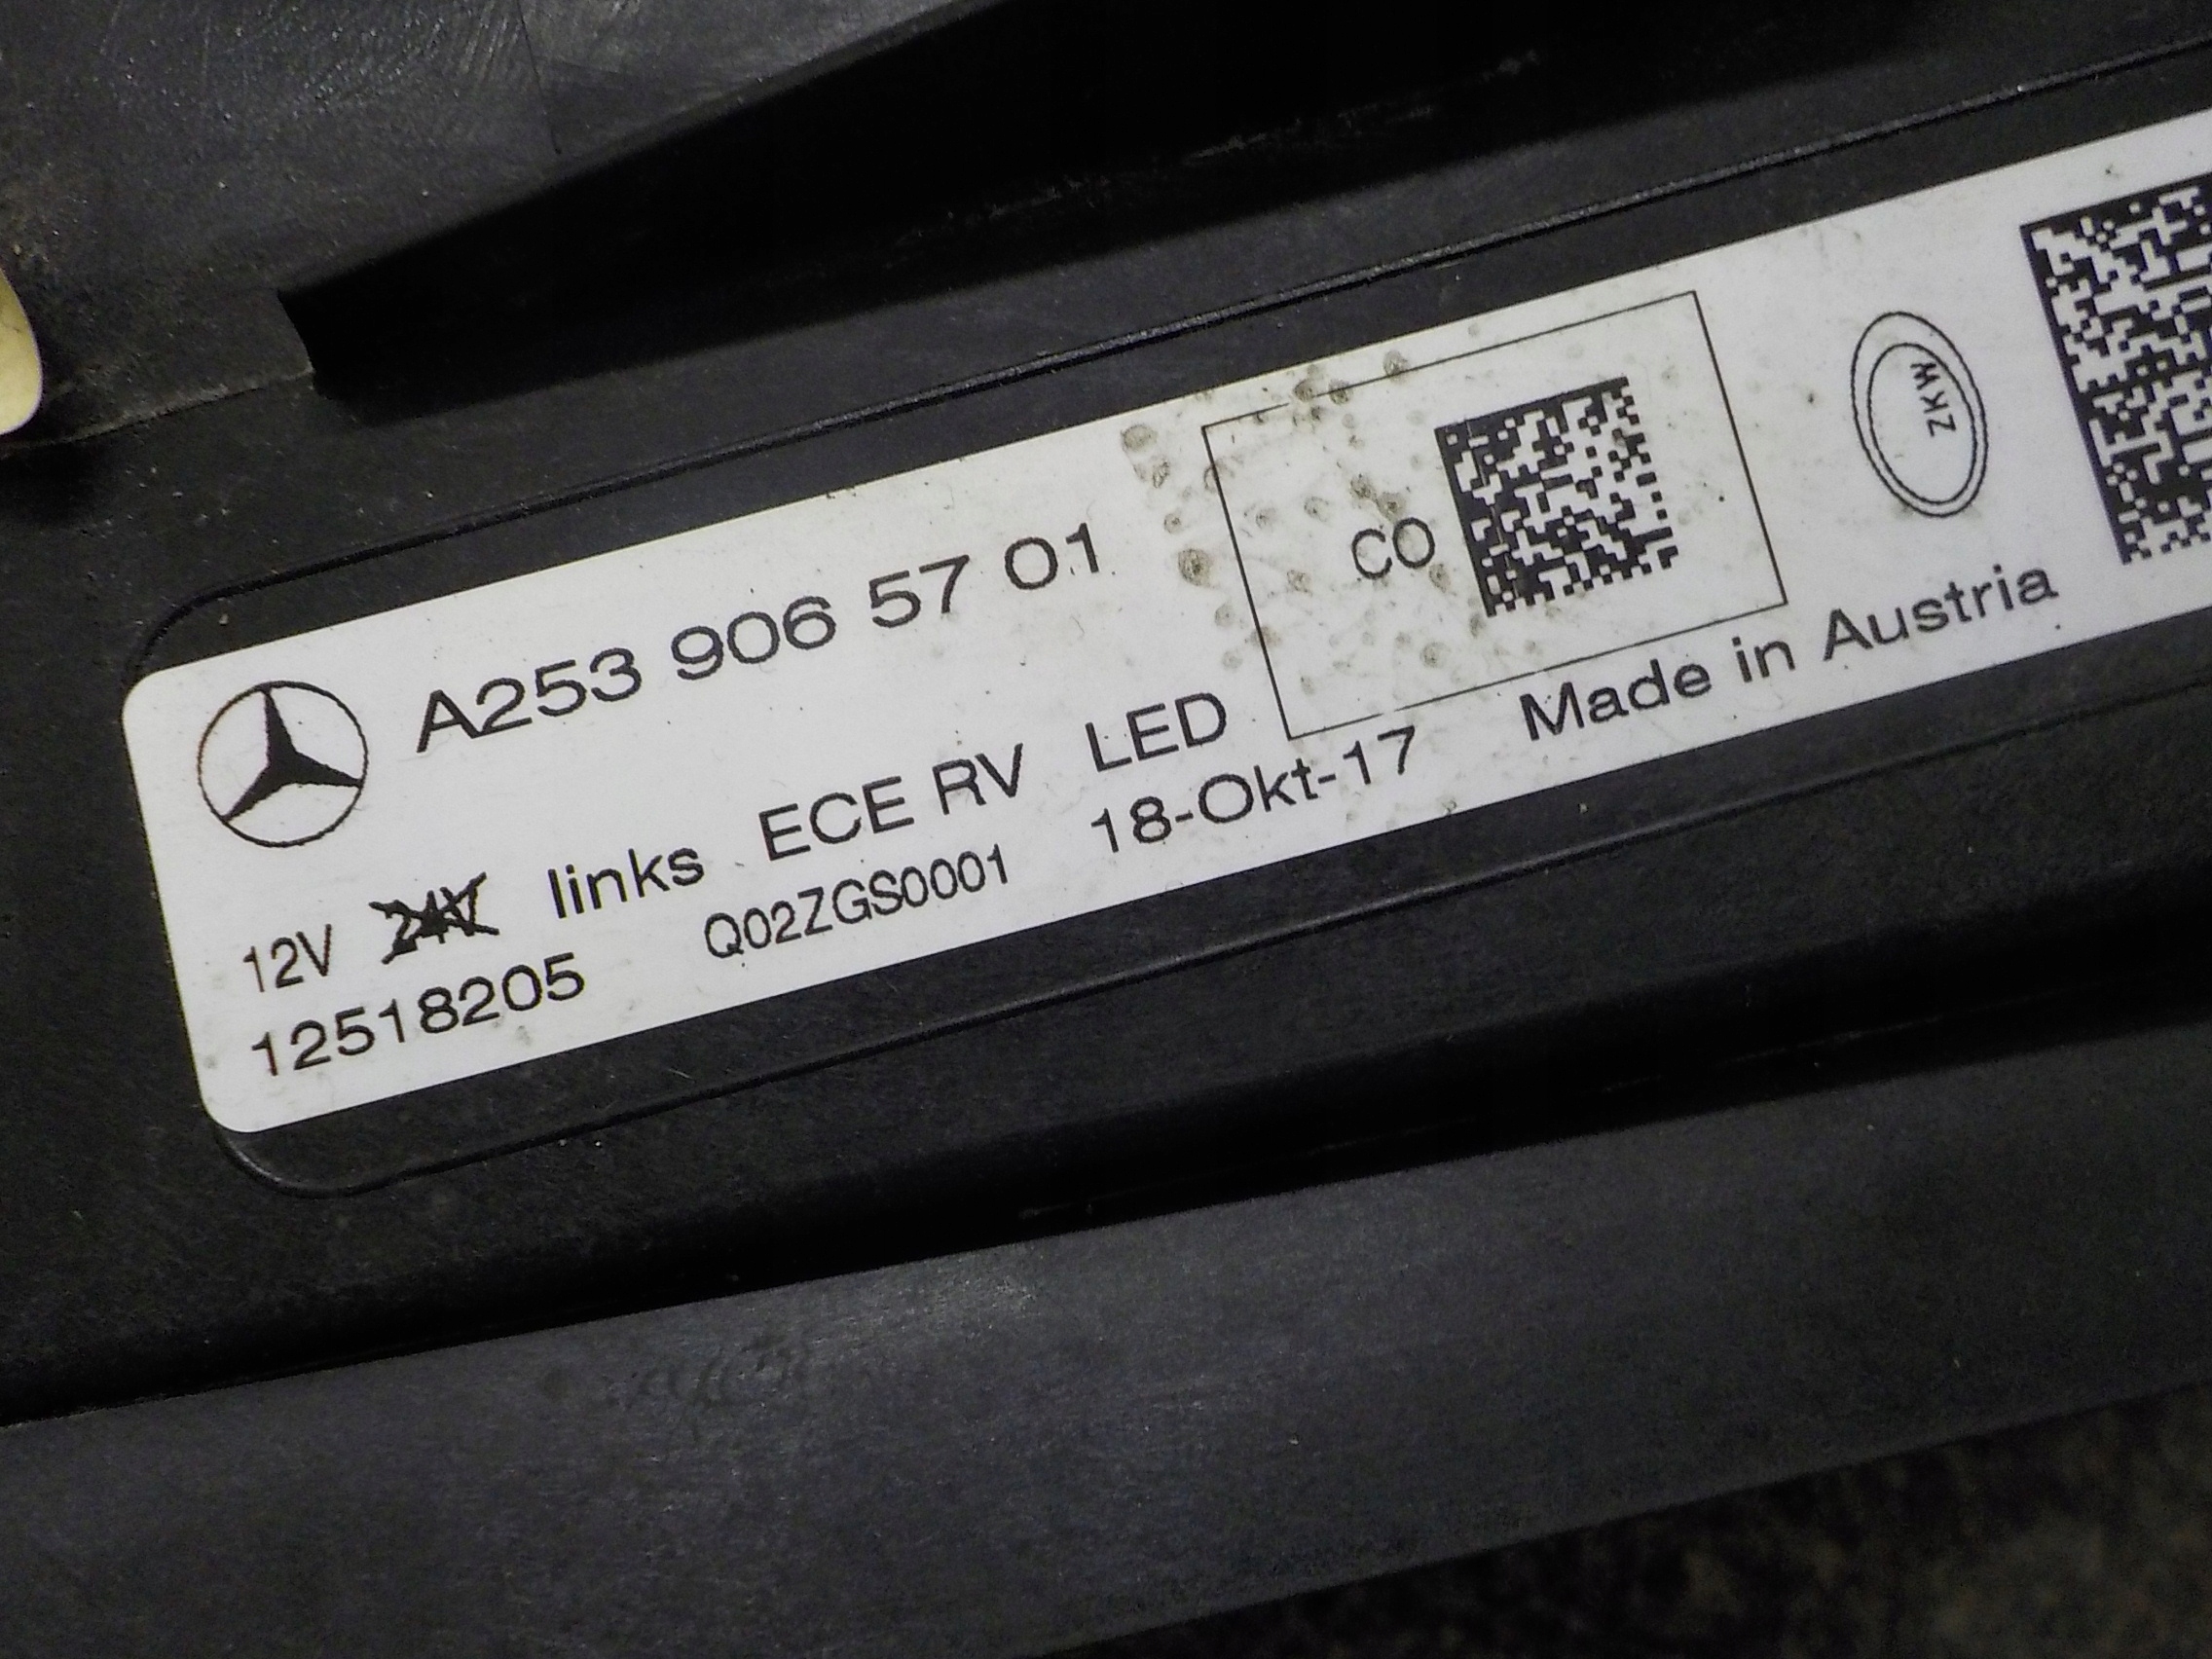 A253 906 57 01
CO
ZKW
12V 24V links ECE RV LED
12518205 Q02ZGS0001 18-Okt-17 Made in Austria